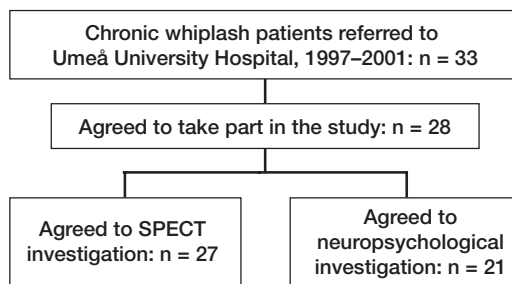 Chronic whiplash patients referred to
Umeå University Hospital, 1997–2001: n = 33
Agreed to take part in the study: n = 28
Agreed to SPECT
investigation: n = 27
Agreed to
neuropsychological
investigation: n = 21